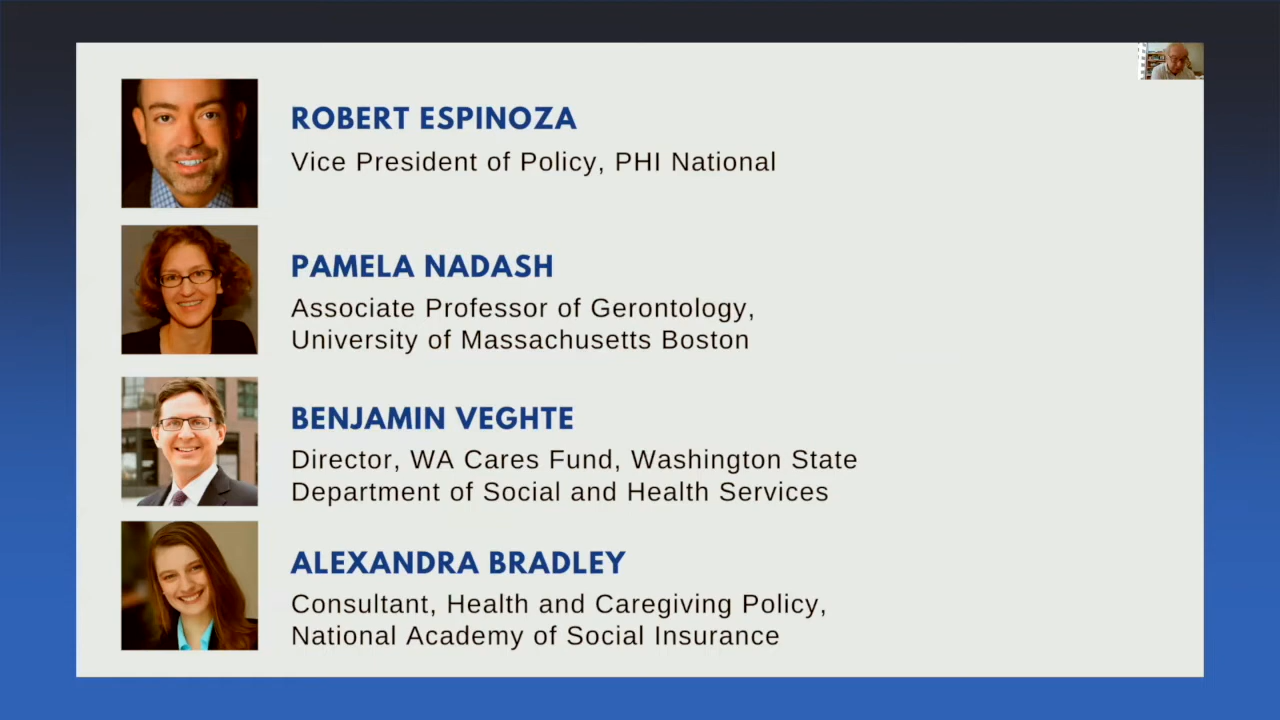 ROBERT ESPINOZA
Vice President of Policy, PHI National
PAMELA NADASH
Associate Professor of Gerontology,
University of Massachusetts Boston
BENJAMIN VEGHTE
Director, WA Cares Fund, Washington State
Department of Social and Health Services
ALEXANDRA BRADLEY
Consultant, Health and Caregiving Policy,
National Academy of Social Insurance